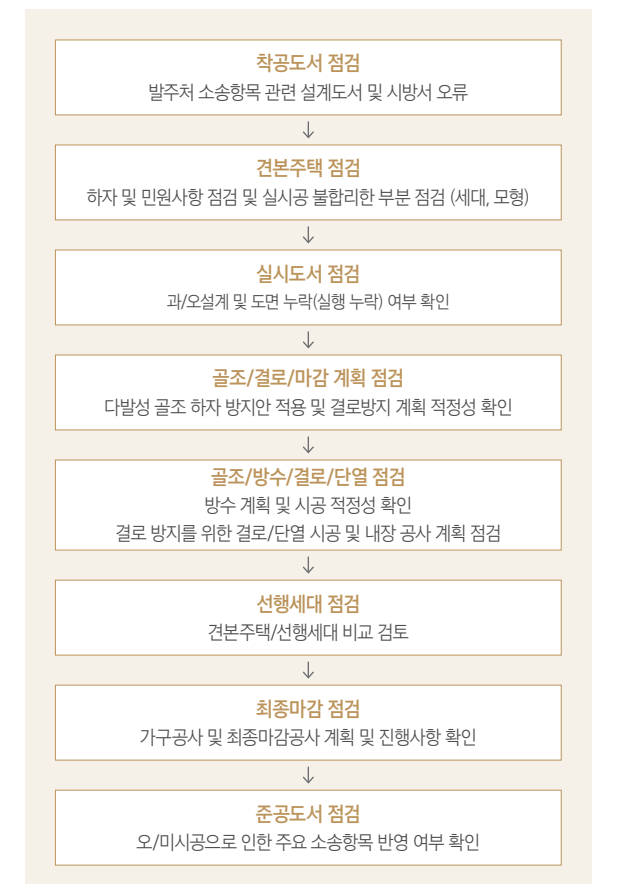 착공도서 점검
발주처 소송항목 관련 설계도서 및 시방서 오류
↓
견본주택 점검
하자 및 민원사항 점검 및 실시공 불합리한 부분 점검 (세대, 모형)
↓
실시도서 점검
과/오설계 및 도면 누락(실행 누락) 여부 확인
↓
골조/결로/마감 계획 점검
다발성 골조 하자 방지안 적용 및 결로방지 계획 적정성 확인
↓
골조/방수/결로/단열 점검
방수 계획 및 시공 적정성 확인
결로 방지를 위한 결로/단열 시공 및 내장 공사 계획 점검
↓
선행세대 점검
견본주택/선행세대 비교 검토
↓
최종마감 점검
가구공사 및 최종마감공사 계획 및 진행사항 확인
↓
준공도서 점검
오/미시공으로 인한 주요 소송항목 반영 여부 확인